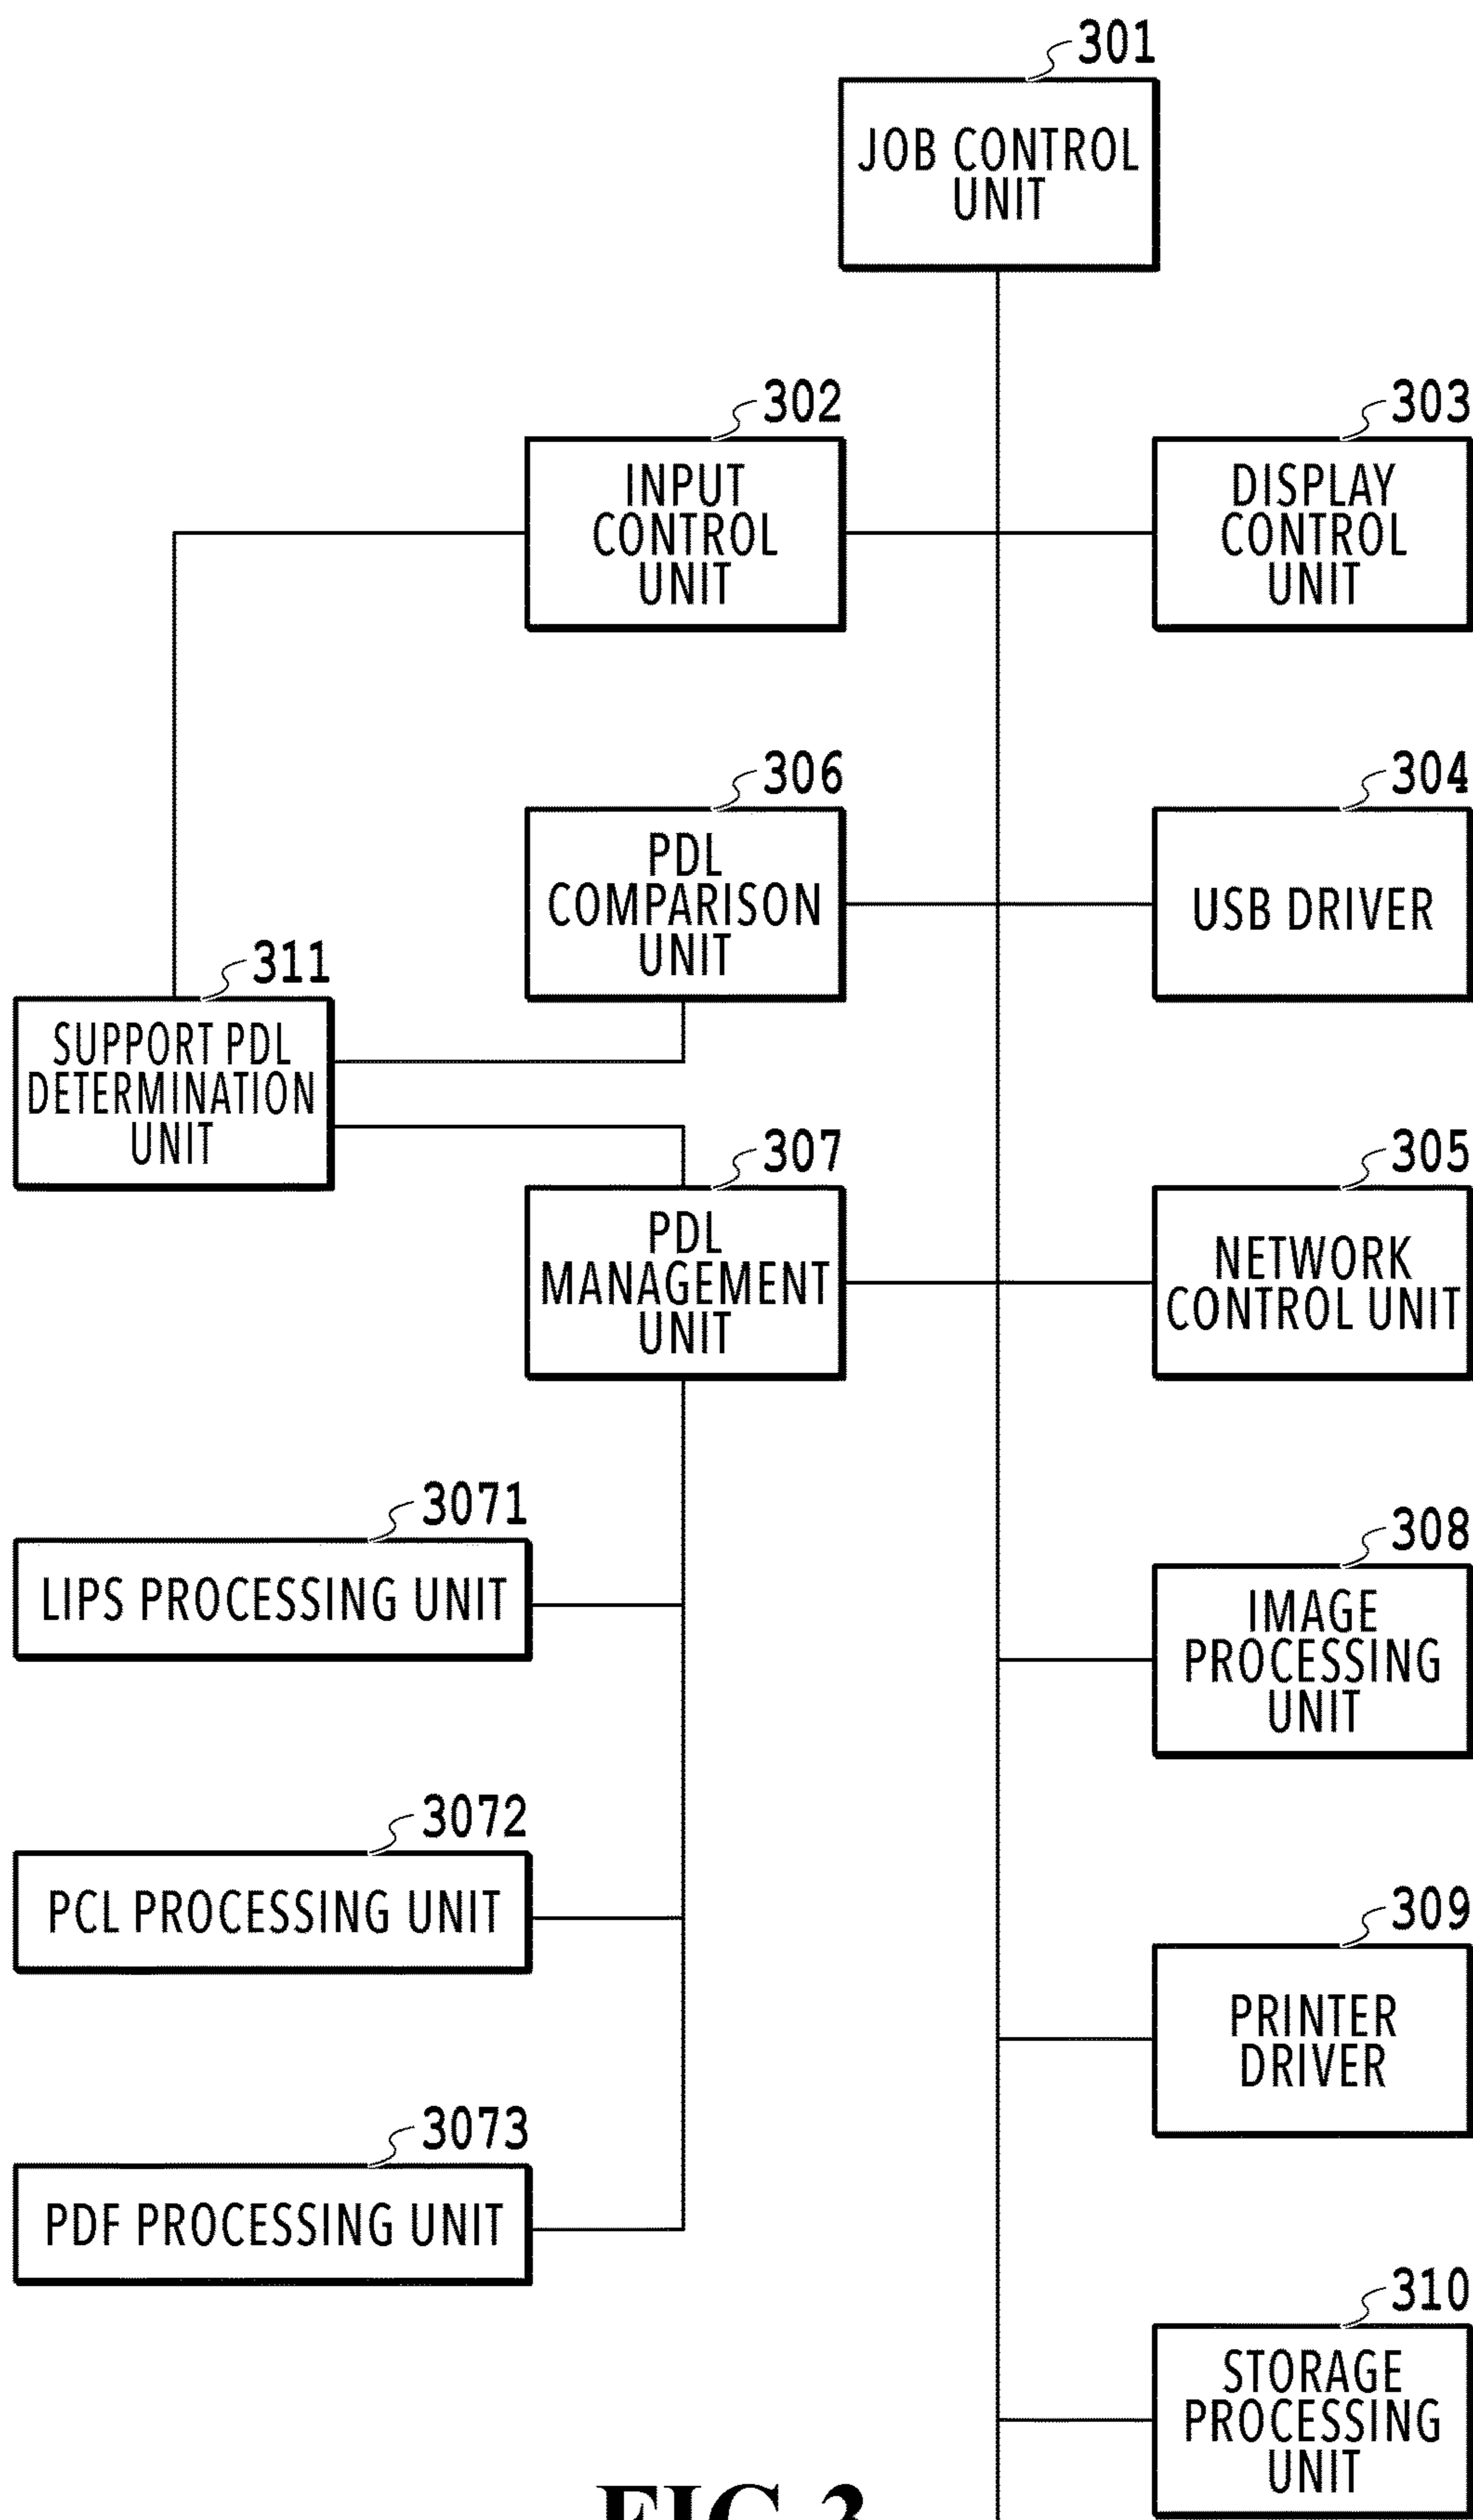 301
JOB CONTROL
UNIT
302
INPUT
CONTROL
UNIT
303
DISPLAY
CONTROL
UNIT
306
PDL
COMPARISON
UNIT
304
USB DRIVER
311
SUPPORT PDL
DETERMINATION
UNIT
307
PDL
MANAGEMENT
UNIT
305
NETWORK
CONTROL UNIT
3071
LIPS PROCESSING UNIT
308
IMAGE
PROCESSING
UNIT
3072
PCL PROCESSING UNIT
309
PRINTER
DRIVER
3073
PDF PROCESSING UNIT
310
STORAGE
PROCESSING
UNIT
FIG.3